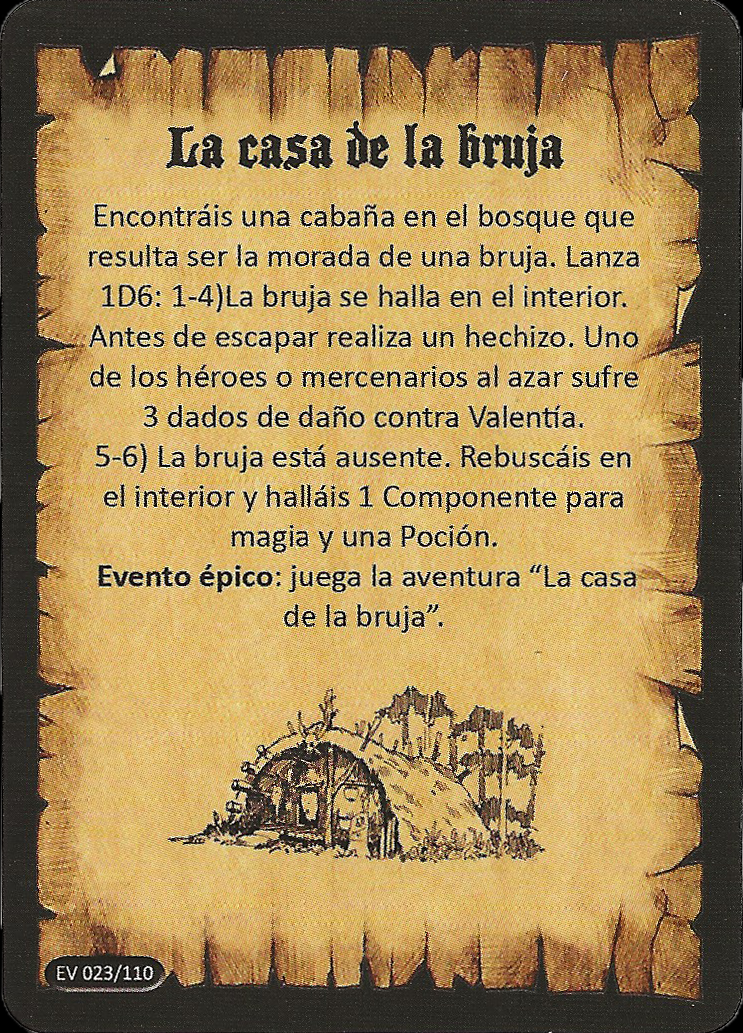 La casa de la bruja
Encontráis una cabaña en el bosque que
resulta ser la morada de una bruja. Lanza
1D6: 1-4)La bruja se halla en el interior.
Antes de escapar realiza un hechizo. Uno
de los héroes o mercenarios al azar sufre
3 dados de daño contra Valentía.
5-6) La bruja está ausente. Rebuscáis en
el interior y halláis 1 Componente para
magia y una Poción.
Evento épico: juega la aventura “La casa
de la bruja”.
EV 023/110